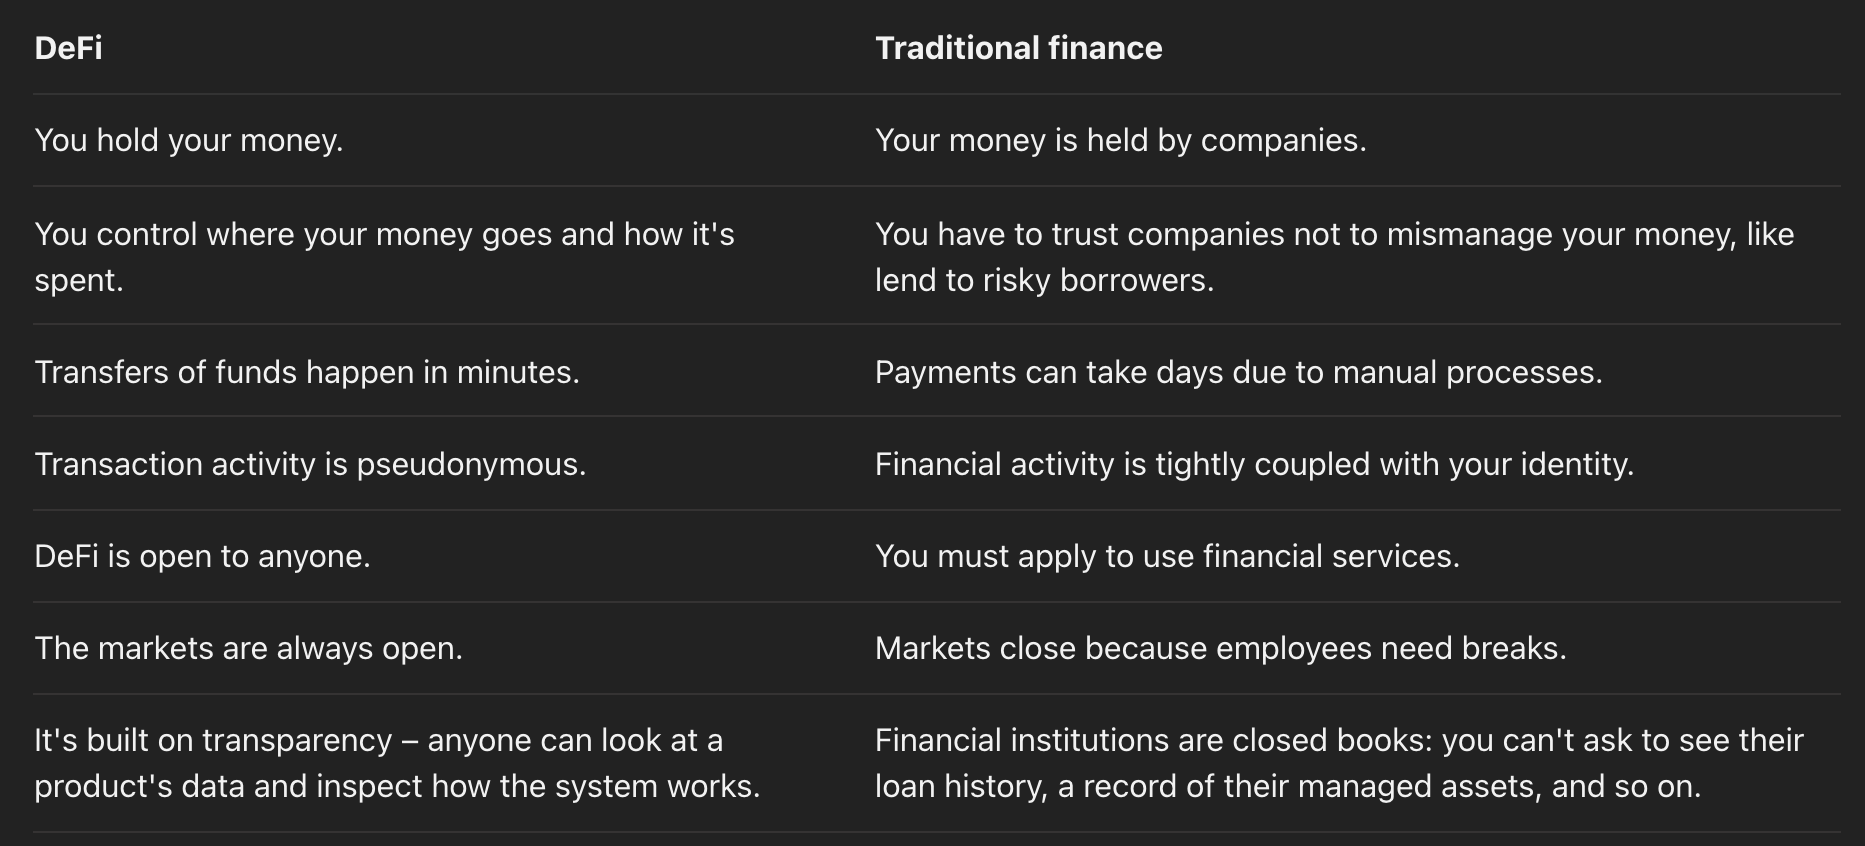 DeFi
Traditional finance
You hold your money.
Your money is held by companies.
You control where your money goes and how it's
spent.
You have to trust companies not to mismanage your money, like
lend to risky borrowers.
Transfers of funds happen in minutes.
Payments can take days due to manual processes.
Transaction activity is pseudonymous.
Financial activity is tightly coupled with your identity.
DeFi is open to anyone.
You must apply to use financial services.
The markets are always open.
Markets close because employees need breaks.
It's built on transparency – anyone can look at a
product's data and inspect how the system works.
Financial institutions are closed books: you can't ask to see their
loan history, a record of their managed assets, and so on.